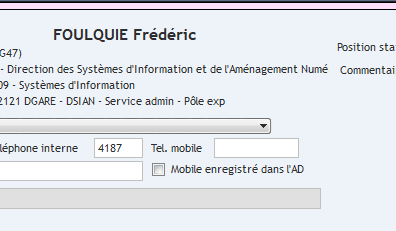 FOULQUIE Frédéric
G47)
Position sta
- Direction des Systèmes d'Information et de l'Aménagement Numé
Commentai
09 - Systèmes d'Information
2121 DGARE - DSIAN - Service admin - Pôle exp
léphone interne 4187 Tel. mobile
Mobile enregistré dans l'AD